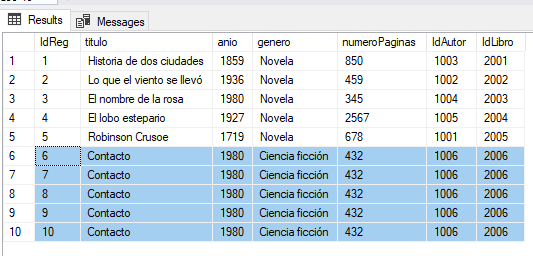 Results Messages
IdReg titulo anio genero numeroPaginas IdAutor IdLibro
1 1 Historia de dos ciudades 1859 Novela 850 1003 2001
2 2 Lo que el viento se llevó 1936 Novela 459 1002 2002
3 3 El nombre de la rosa 1980 Novela 345 1004 2003
4 4 El lobo estepario 1927 Novela 2567 1005 2004
5 5 Robinson Crusoe 1719 Novela 678 1001 2005
6 6 Contacto 1980 Ciencia ficción 432 1006 2006
7 7 Contacto 1980 Ciencia ficción 432 1006 2006
8 8 Contacto 1980 Ciencia ficción 432 1006 2006
9 9 Contacto 1980 Ciencia ficción 432 1006 2006
10 10 Contacto 1980 Ciencia ficción 432 1006 2006